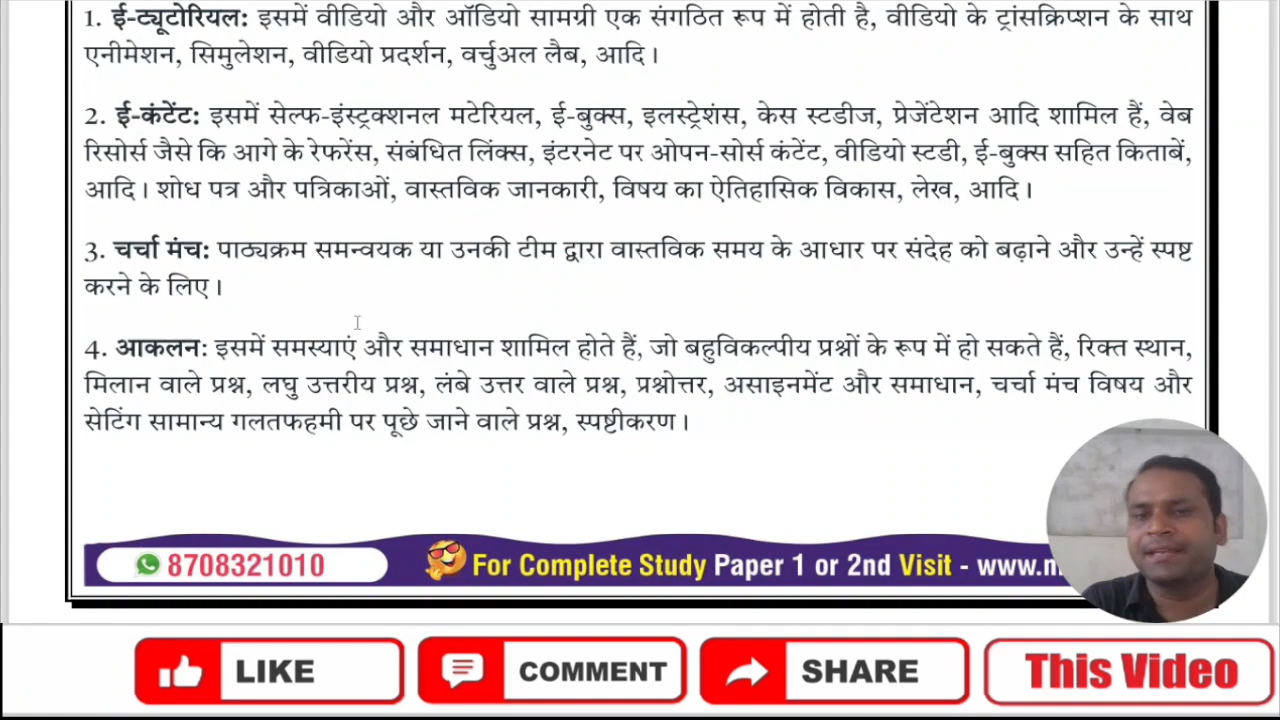 1. ई-ट्यूटोरियल: इसमें वीडियो और ऑडियो सामग्री एक संगठित रूप में होती है, वीडियो के ट्रांसक्रिप्शन के साथ
एनीमेशन, सिमुलेशन, वीडियो प्रदर्शन, वर्चुअल लैब, आदि।
2. ई-कंटेंट: इसमें सेल्फ-इंस्ट्रक्शनल मटेरियल, ई-बुक्स, इलस्ट्रेशंस, केस स्टडीज, प्रेजेंटेशन आदि शामिल हैं, वेब
रिसोर्स जैसे कि आगे के रेफरेंस, संबंधित लिंक्स, इंटरनेट पर ओपन-सोर्स कंटेंट, वीडियो स्टडी, ई-बुक्स सहित किताबें,
आदि। शोध पत्र और पत्रिकाओं, वास्तविक जानकारी, विषय का ऐतिहासिक विकास, लेख, आदि।
3. चर्चा मंच: पाठ्यक्रम समन्वयक या उनकी टीम द्वारा वास्तविक समय के आधार पर संदेह को बढ़ाने और उन्हें स्पष्ट
करने के लिए।
4. आकलन: इसमें समस्याएं और समाधान शामिल होते हैं, जो बहुविकल्पीय प्रश्नों के रूप में हो सकते हैं, रिक्त स्थान,
मिलान वाले प्रश्न, लघु उत्तरीय प्रश्न, लंबे उत्तर वाले प्रश्न, प्रश्नोत्तर, असाइनमेंट और समाधान, चर्चा मंच विषय और
सेटिंग सामान्य गलतफहमी पर पूछे जाने वाले प्रश्न, स्पष्टीकरण।
8708321010 For Complete Study Paper 1 or 2nd Visit - www.
LIKE COMMENT SHARE This Video